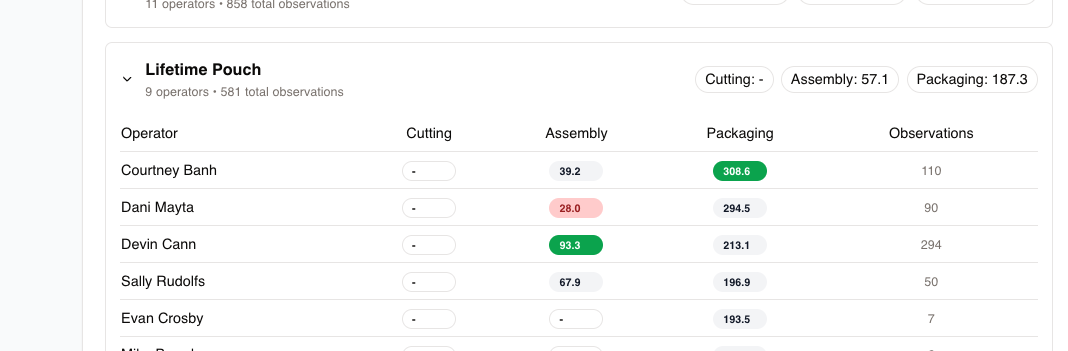 11 operators • 858 total observations
Lifetime Pouch
9 operators • 581 total observations
Cutting: - Assembly: 57.1 Packaging: 187.3
Operator Cutting Assembly Packaging Observations
Courtney Banh - 39.2 308.6 110
Dani Mayta - 28.0 294.5 90
Devin Cann - 93.3 213.1 294
Sally Rudolfs - 67.9 196.9 50
Evan Crosby - - 193.5 7